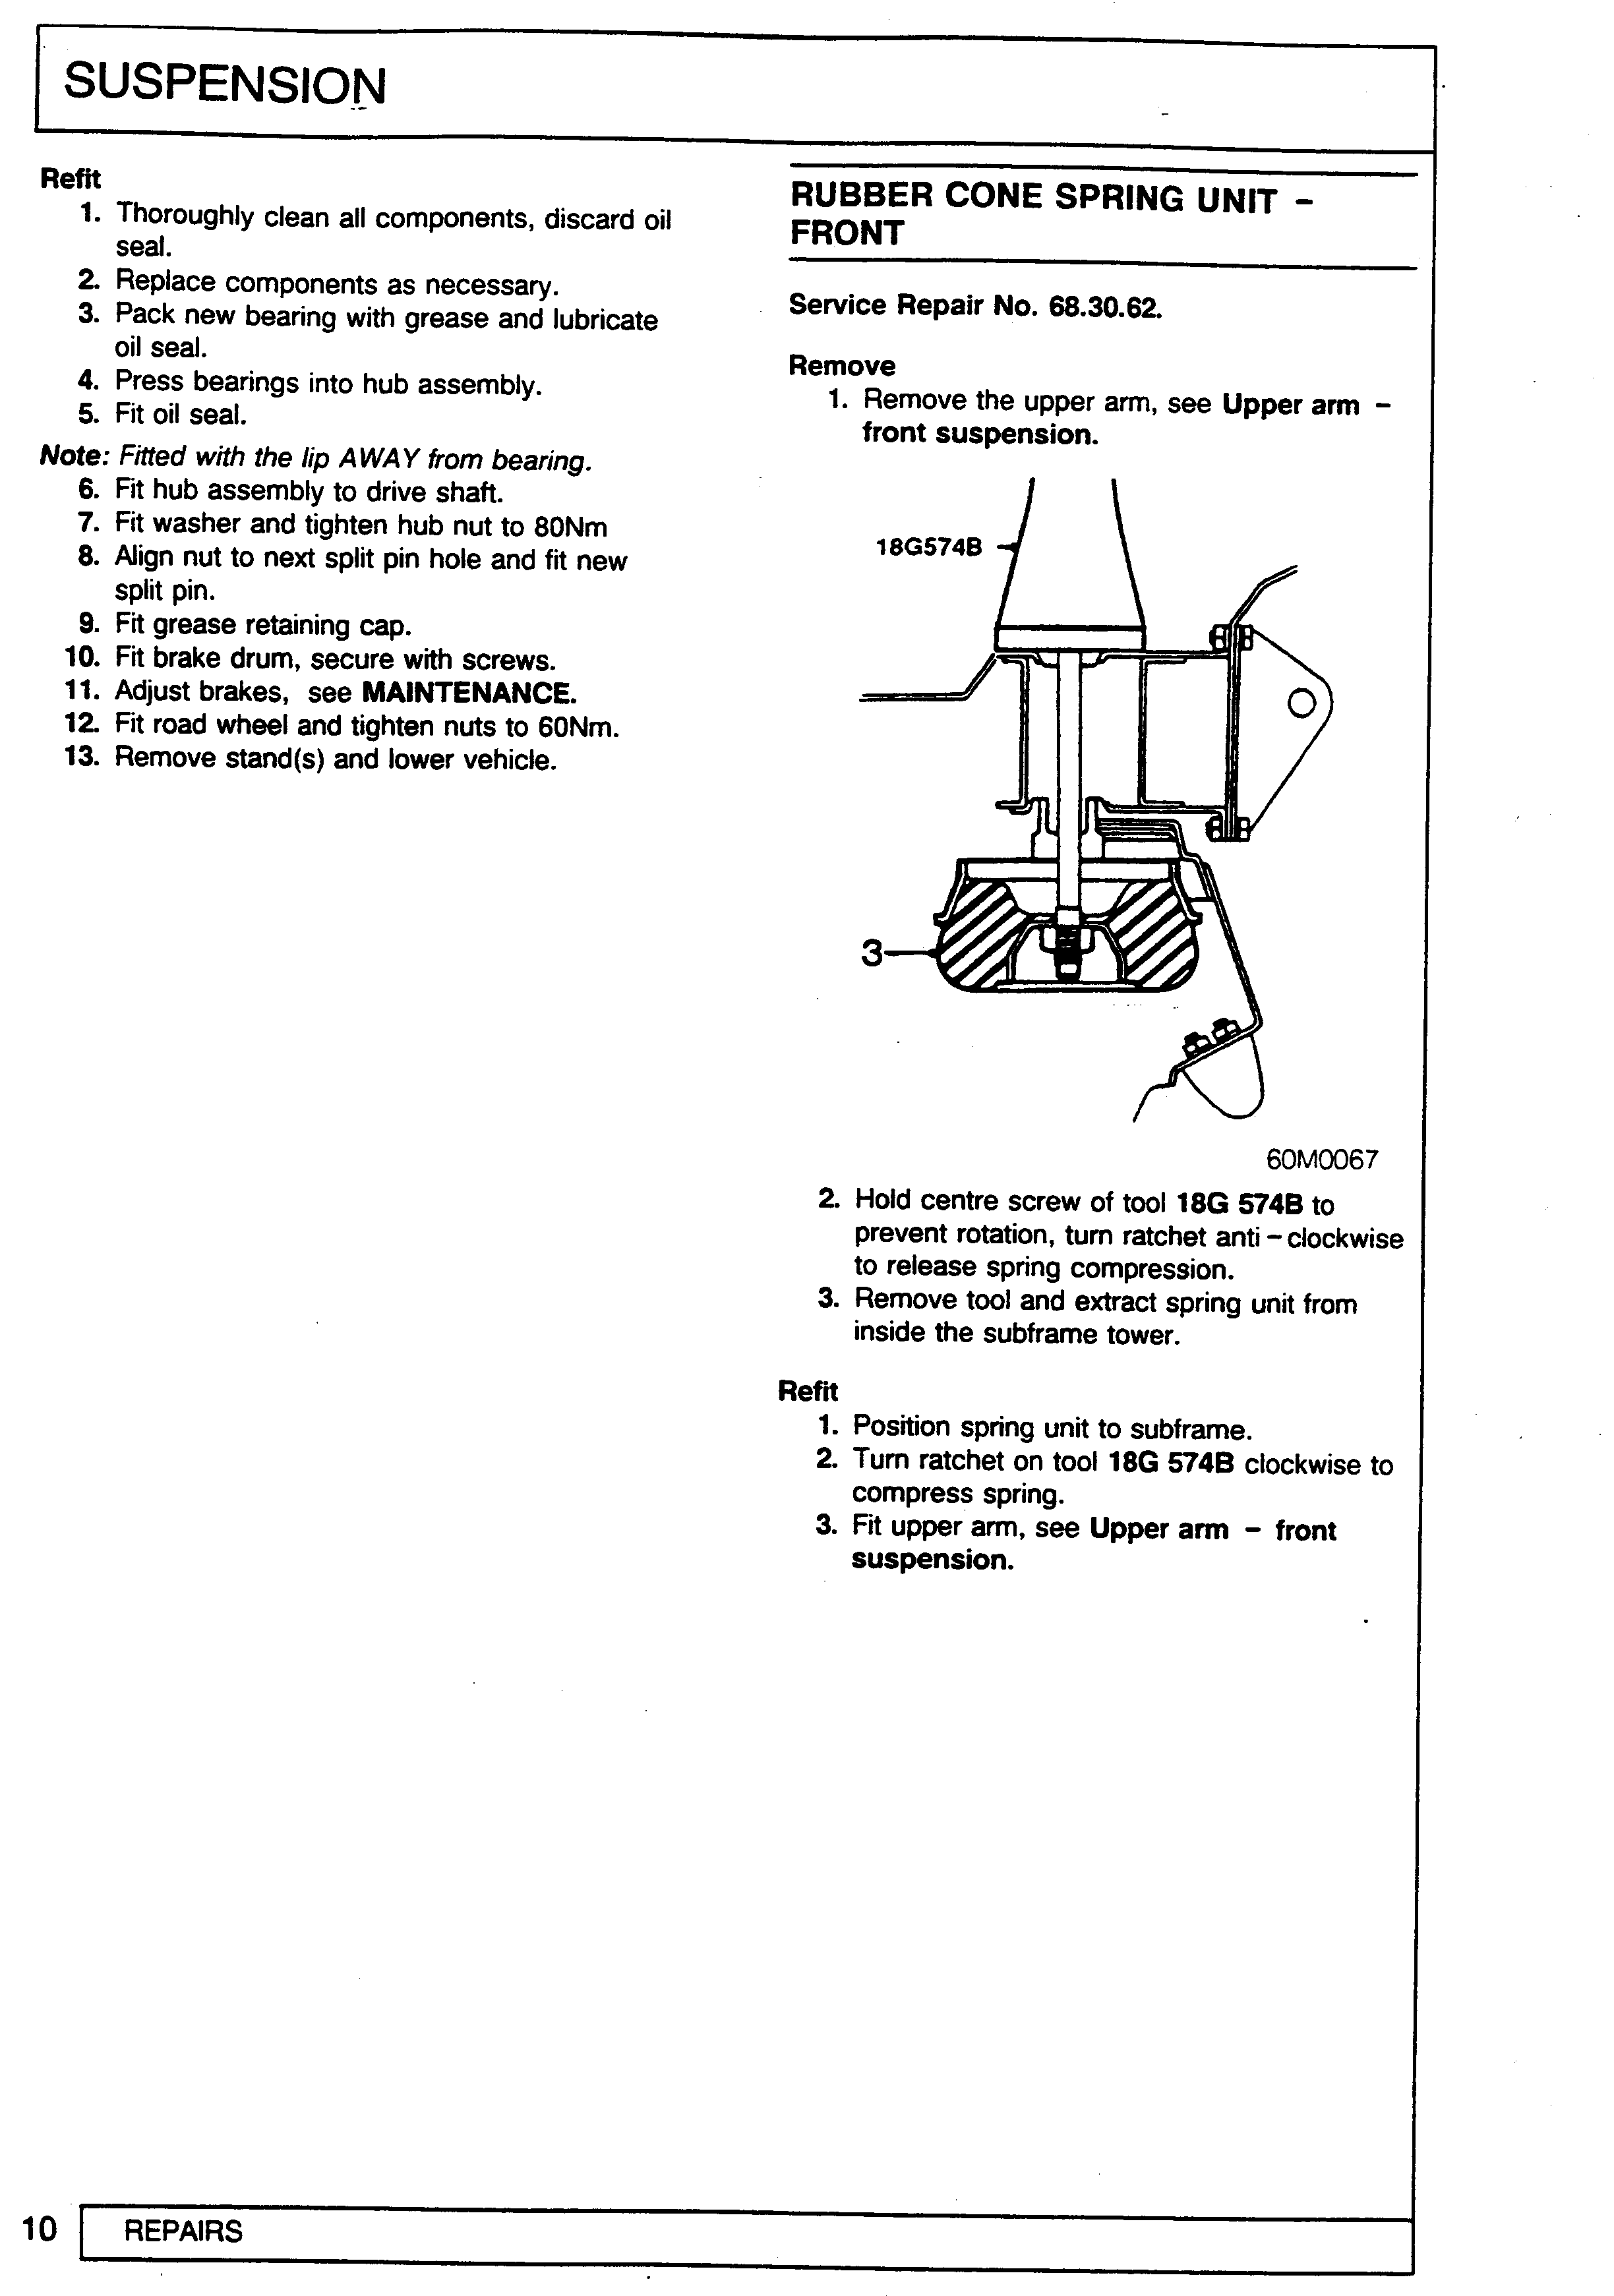 SUSPENSION
Refit
1. Thoroughly clean all components, discard oil
seal.
2. Replace components as necessary.
3. Pack new bearing with grease and lubricate
oil seal.
4. Press bearings into hub assembly.
5. Fit oil seal.
Note: Fitted with the lip AWAY from bearing.
6. Fit hub assembly to drive shaft.
7. Fit washer and tighten hub nut to 80Nm
8. Align nut to next split pin hole and fit new
split pin.
9. Fit grease retaining cap.
10. Fit brake drum, secure with screws.
11. Adjust brakes, see MAINTENANCE.
12. Fit road wheel and tighten nuts to 60Nm.
13. Remove stand(s) and lower vehicle.
RUBBER CONE SPRING UNIT –
FRONT
Service Repair No. 68.30.62.
Remove
1. Remove the upper arm, see Upper arm –
front suspension.
18G574B
3
60M0067
2. Hold centre screw of tool 18G 574B to
prevent rotation, turn ratchet anti – clockwise
to release spring compression.
3. Remove tool and extract spring unit from
inside the subframe tower.
Refit
1. Position spring unit to subframe.
2. Turn ratchet on tool 18G 574B clockwise to
compress spring.
3. Fit upper arm, see Upper arm – front
suspension.
10 REPAIRS